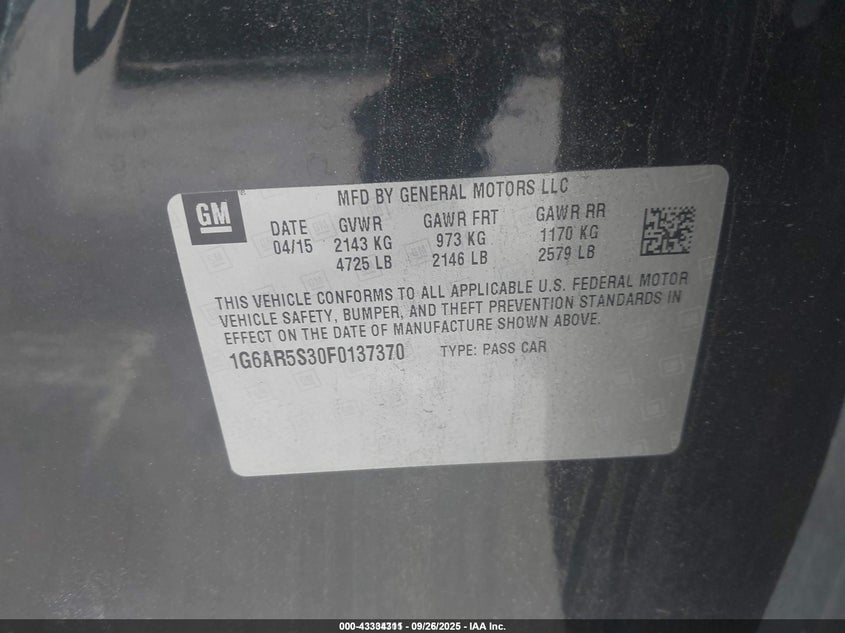 GM
MFD BY GENERAL MOTORS LLC
DATE GVWR GAWR FRT GAWR RR
04/15 2143 KG 973 KG 1170 KG
4725 LB 2146 LB 2579 LB
THIS VEHICLE CONFORMS TO ALL APPLICABLE U.S. FEDERAL MOTOR
VEHICLE SAFETY, BUMPER, AND THEFT PREVENTION STANDARDS IN
EFFECT ON THE DATE OF MANUFACTURE SHOWN ABOVE.
1G6AR5S30F0137370 TYPE: PASS CAR
09/26/2025 - IAA Inc.